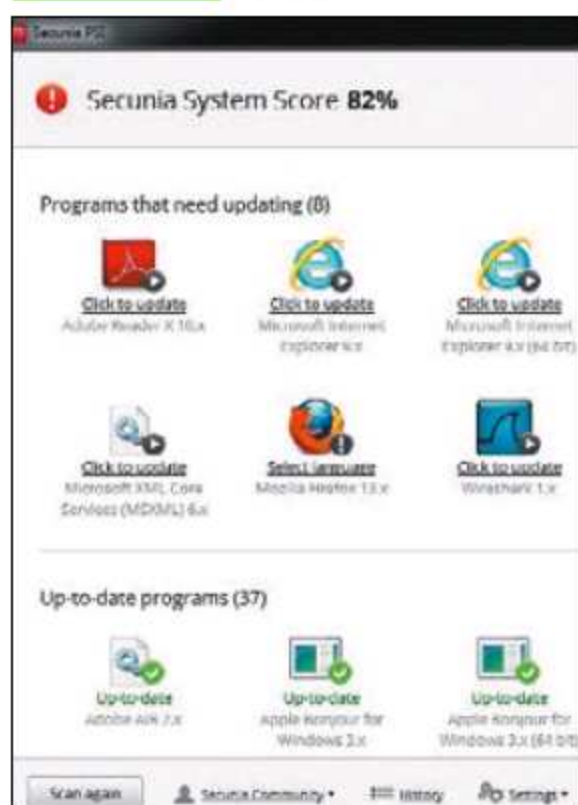 Secunia PSI
Secunia System Score 82%
Programs that need updating (8)
Click to update
Adobe Reader X 10.x
Click to update
Microsoft Internet
Explorer 9.x
Click to update
Microsoft Internet
Explorer 9.x (64 bit)
Click to update
Microsoft XML Core
Services (MSXML) 6.x
Select language
Mozilla Firefox 13.x
Click to update
Wireshark 1.x
Up-to-date programs (37)
Up-to-date
Adobe AIR
Up-to-date
Apple Bonjour for
Windows 3.x
Up-to-date
Apple Bonjour for
Windows 3.x (64 bit)
Scan again
Secunia Community
History
Settings